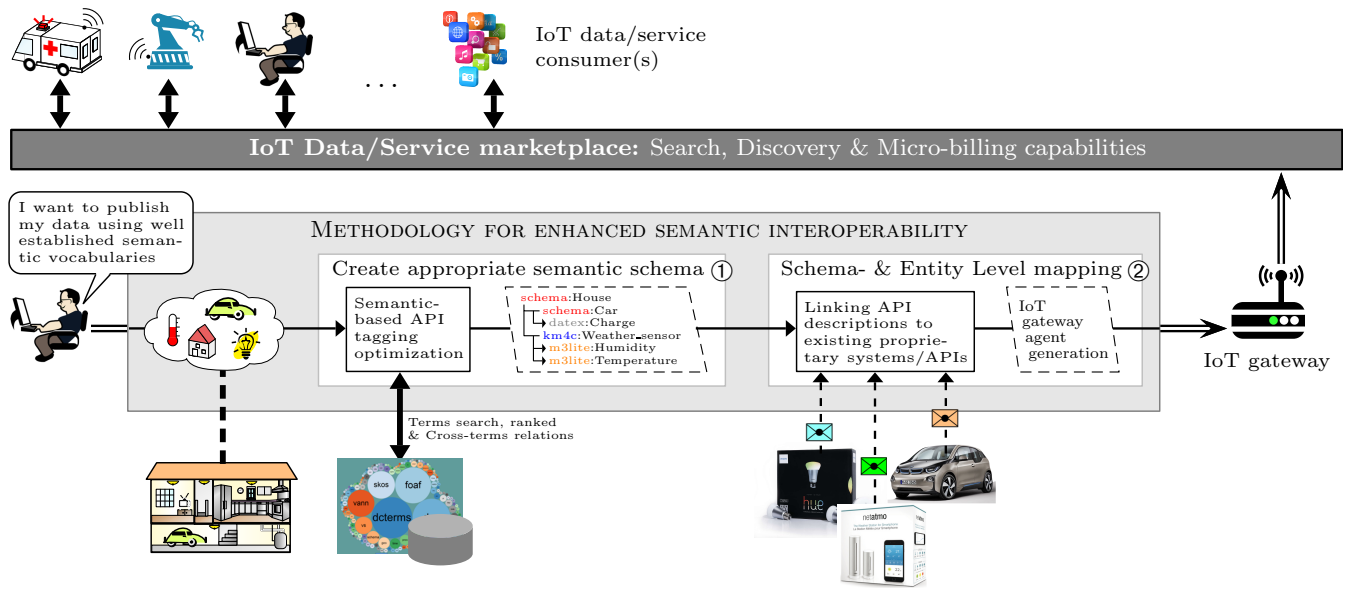 IoT data/service
consumer(s)
. . .
IoT Data/Service marketplace: Search, Discovery & Micro-billing capabilities
I want to publish
my data using well
established seman-
tic vocabularies
METHODOLOGY FOR ENHANCED SEMANTIC INTEROPERABILITY
Create appropriate semantic schema 1
Semantic-
based API
tagging
optimization
schema:House
schema:Car
datex:Charge
km4c:Weather_sensor
m3lite:Humidity
m3lite:Temperature
Schema- & Entity Level mapping 2
Linking API
descriptions to
existing proprie-
tary systems/APIs
IoT
gateway
agent
generation
IoT gateway
Terms search, ranked
& Cross-terms relations
skos
foaf
vann
dcterms
hue
netatmo